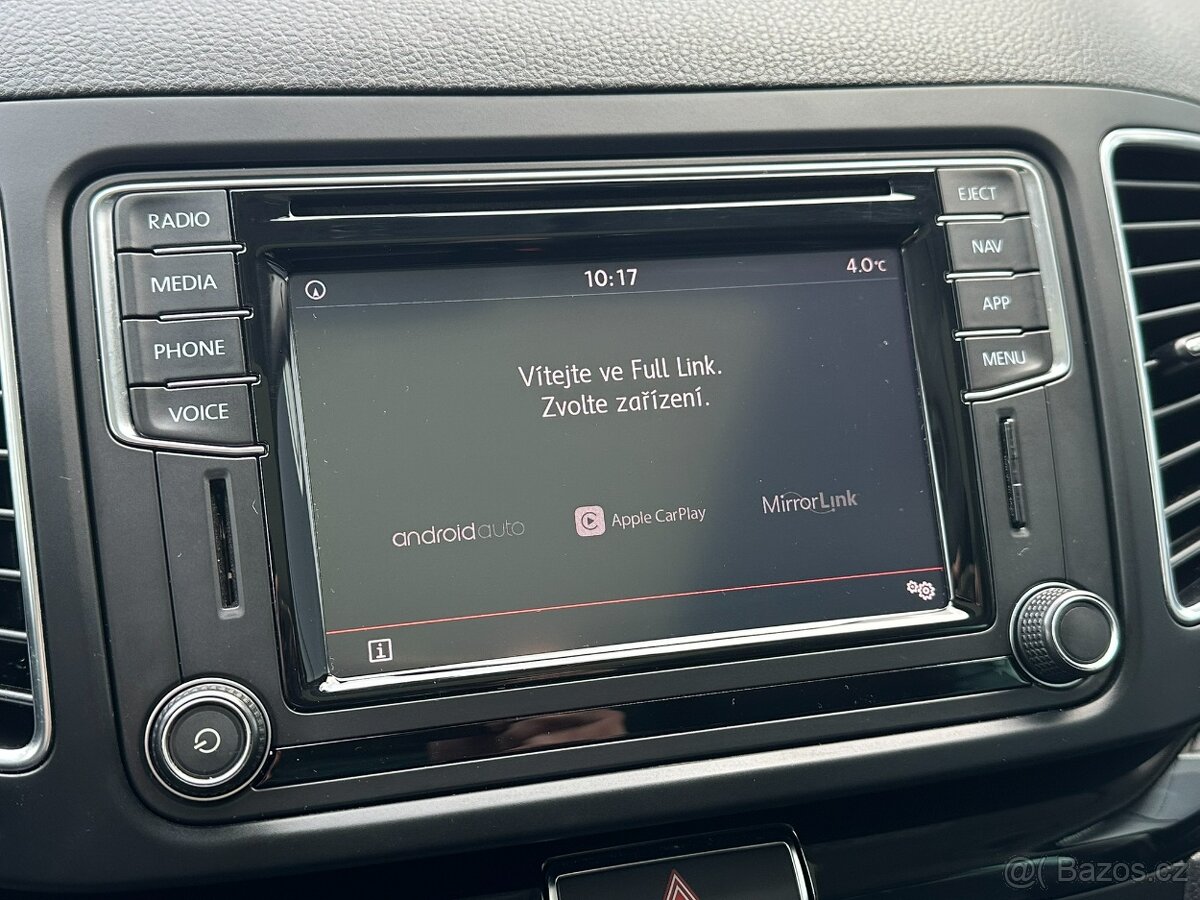 RADIO
MEDIA
PHONE
VOICE
EJECT
NAV
APP
MENU
10:17
4.0°C
Vítejte ve Full Link.
Zvolte zařízení.
androidauto
Apple CarPlay
MirrorLink
i
@( Bazos.cz